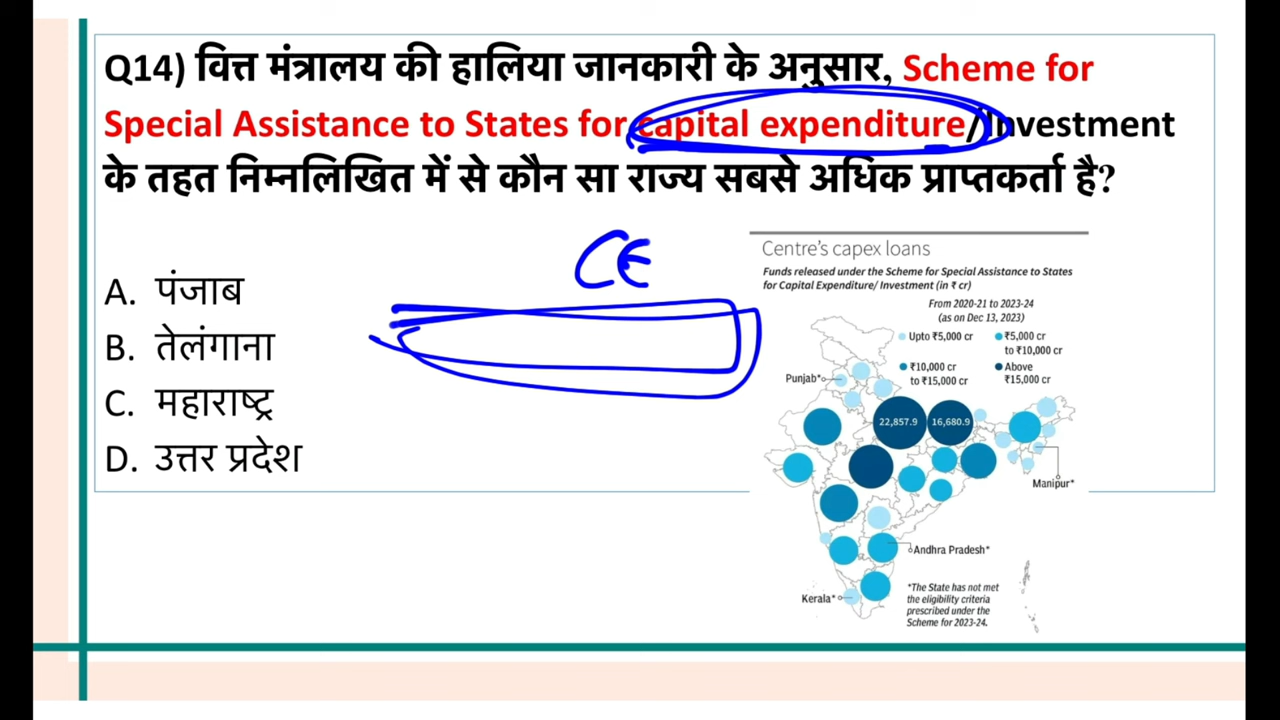 Q14) वित्त मंत्रालय की हालिया जानकारी के अनुसार, Scheme for
Special Assistance to States for capital expenditure/Investment
के तहत निम्नलिखित में से कौन सा राज्य सबसे अधिक प्राप्तकर्ता है?
CE
A. पंजाब
B. तेलंगाना
C. महाराष्ट्र
D. उत्तर प्रदेश
Centre's capex loans
Funds released under the Scheme for Special Assistance to States
for Capital Expenditure/ Investment (in ₹ cr)
From 2020-21 to 2023-24
(as on Dec 13, 2023)
Upto ₹5,000 cr
₹5,000 cr
to ₹10,000 cr
₹10,000 cr
to ₹15,000 cr
Above
₹15,000 cr
Punjab*
22,857.9
16,680.9
Manipur*
Andhra Pradesh*
Kerala*
*The State has not met
the eligibility criteria
prescribed under the
Scheme for 2023-24.